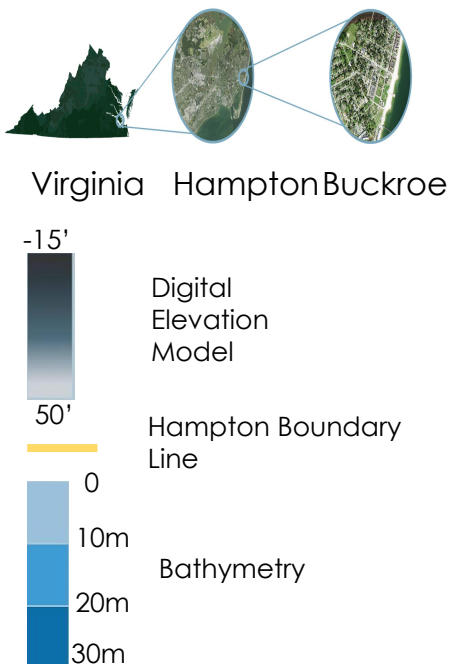 Virginia Hampton Buckroe
-15’
Digital
Elevation
Model
50’
Hampton Boundary
Line
0
10m
Bathymetry
20m
30m